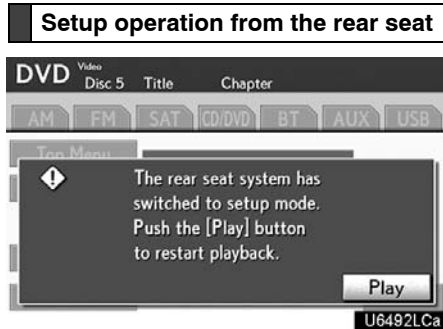 Setup operation from the rear seat
DVD Video Disc 5 Title Chapter
AM FM SAT CD/DVD BT AUX USB
Top Menu
The rear seat system has
switched to setup mode.
Push the [Play] button
to restart playback.
Play
U6492LCa